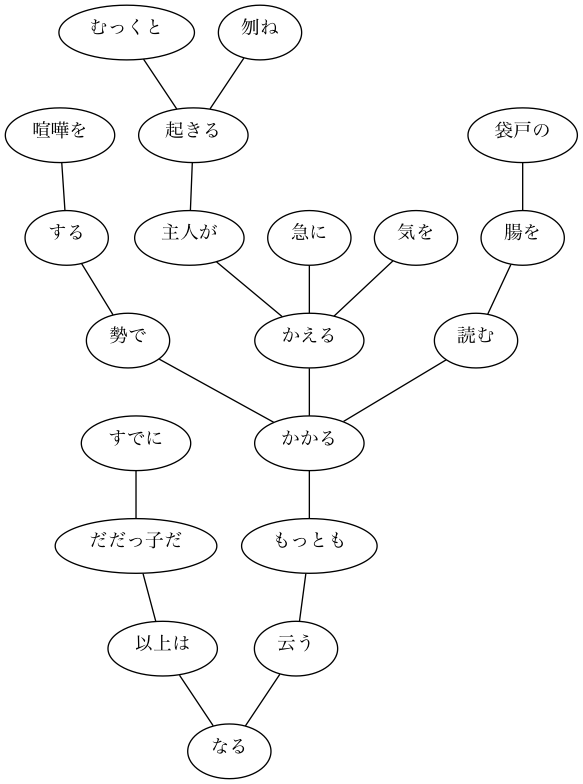 むっくと 刎ね
喧嘩を 起きる 袋戸の
する 主人が 急に 気を 腸を
勢で かえる 読む
すでに かかる
だだっ子だ もっとも
以上は 云う
なる